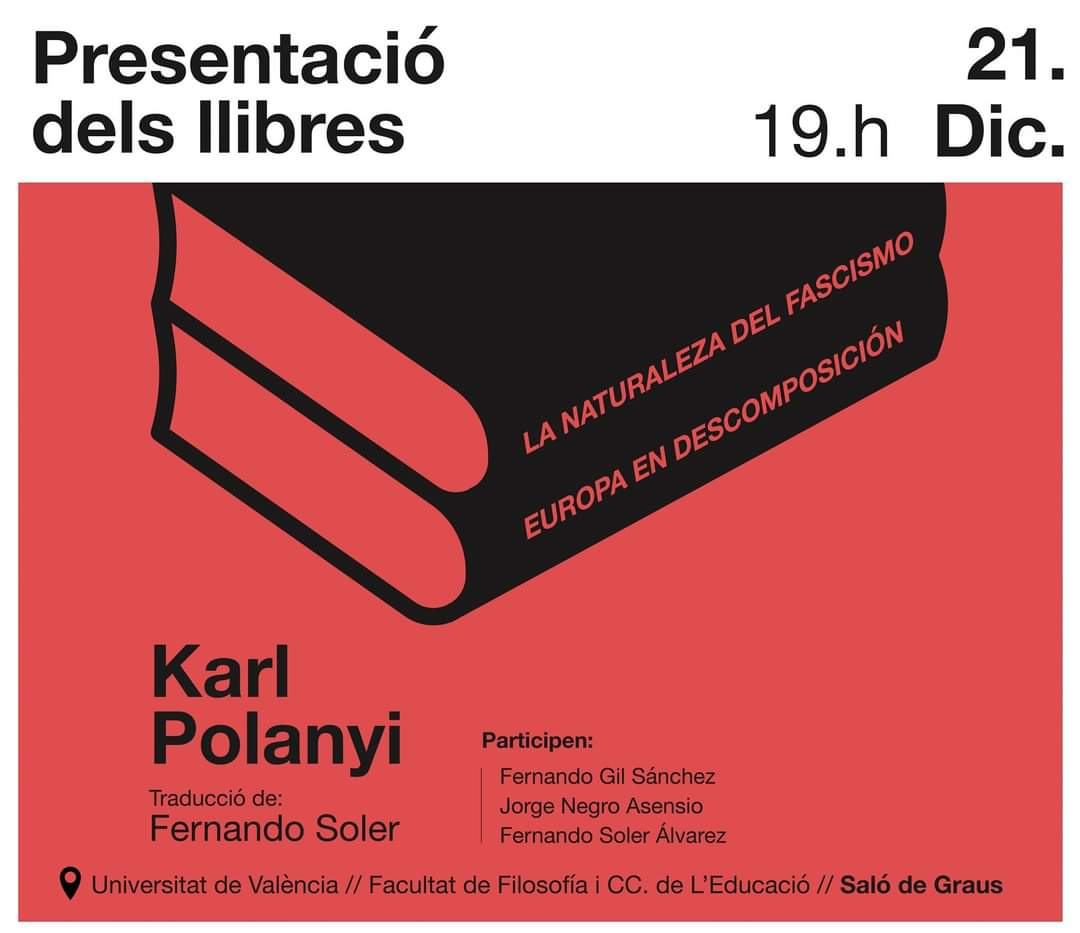 Presentació
dels llibres
21.
19.h Dic.
LA NATURALEZA DEL FASCISMO
EUROPA EN DESCOMPOSICIÓN
Karl
Polanyi
Traducció de:
Fernando Soler
Participen:
Fernando Gil Sánchez
Jorge Negro Asensio
Fernando Soler Álvarez
Universitat de València // Facultat de Filosofía i CC. de L'Educació // Saló de Graus